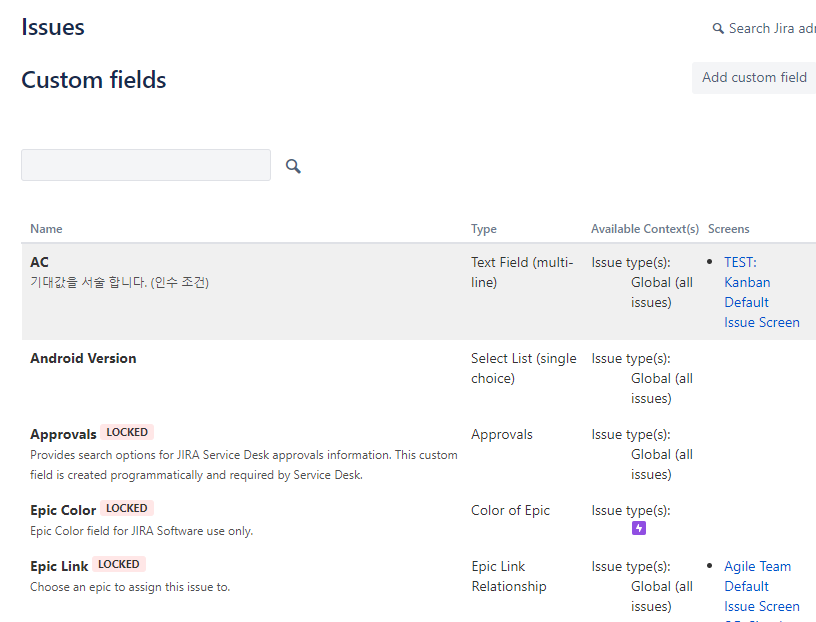 Issues
Search Jira adm
Custom fields
Add custom field
Name Type Available Context(s) Screens
AC Text Field (multi- Issue type(s): • TEST:
기대값을 서술 합니다. (인수 조건) line) Global (all Kanban
issues) Default
Issue Screen
Android Version Select List (single Issue type(s):
choice) Global (all
issues)
Approvals LOCKED Approvals Issue type(s):
Provides search options for JIRA Service Desk approvals information. This custom Global (all
field is created programmatically and required by Service Desk. issues)
Epic Color LOCKED Color of Epic Issue type(s):
Epic Color field for JIRA Software use only.
Epic Link LOCKED Epic Link Issue type(s): • Agile Team
Choose an epic to assign this issue to. Relationship Global (all Default
issues) Issue Screen